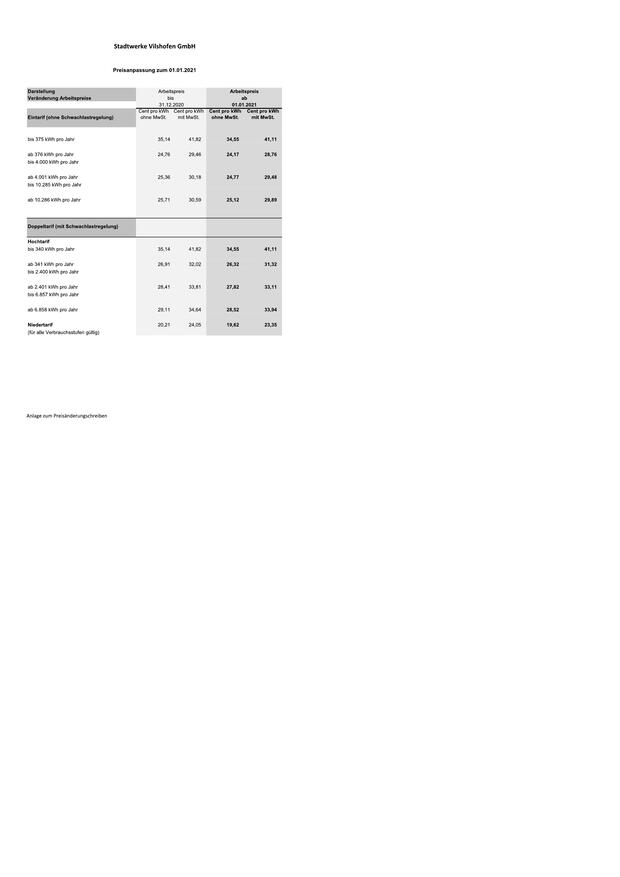 Stadtwerke Vilshofen GmbH
Preisanpassung zum 01.01.2021
Darstellung Arbeitspreis Arbeitspreis
Veränderung Arbeitspreise bis ab
31.12.2020 01.01.2021
Cent pro kWh Cent pro kWh Cent pro kWh Cent pro kWh
Eintarif (ohne Schwachlastregelung) ohne MwSt. mit MwSt. ohne MwSt. mit MwSt.
bis 375 kWh pro Jahr 35,14 41,82 34,55 41,11
ab 376 kWh pro Jahr 24,76 29,46 24,17 28,76
bis 4.000 kWh pro Jahr
ab 4.001 kWh pro Jahr 25,36 30,18 24,77 29,48
bis 10.285 kWh pro Jahr
ab 10.286 kWh pro Jahr 25,71 30,59 25,12 29,89
Doppeltarif (mit Schwachlastregelung)
Hochtarif
bis 340 kWh pro Jahr 35,14 41,82 34,55 41,11
ab 341 kWh pro Jahr 26,91 32,02 26,32 31,32
bis 2.400 kWh pro Jahr
ab 2.401 kWh pro Jahr 28,41 33,81 27,82 33,11
bis 6.857 kWh pro Jahr
ab 6.858 kWh pro Jahr 29,11 34,64 28,52 33,94
Niedertarif 20,21 24,05 19,62 23,35
(für alle Verbrauchsstufen gültig)
Anlage zum Preisänderungschreiben